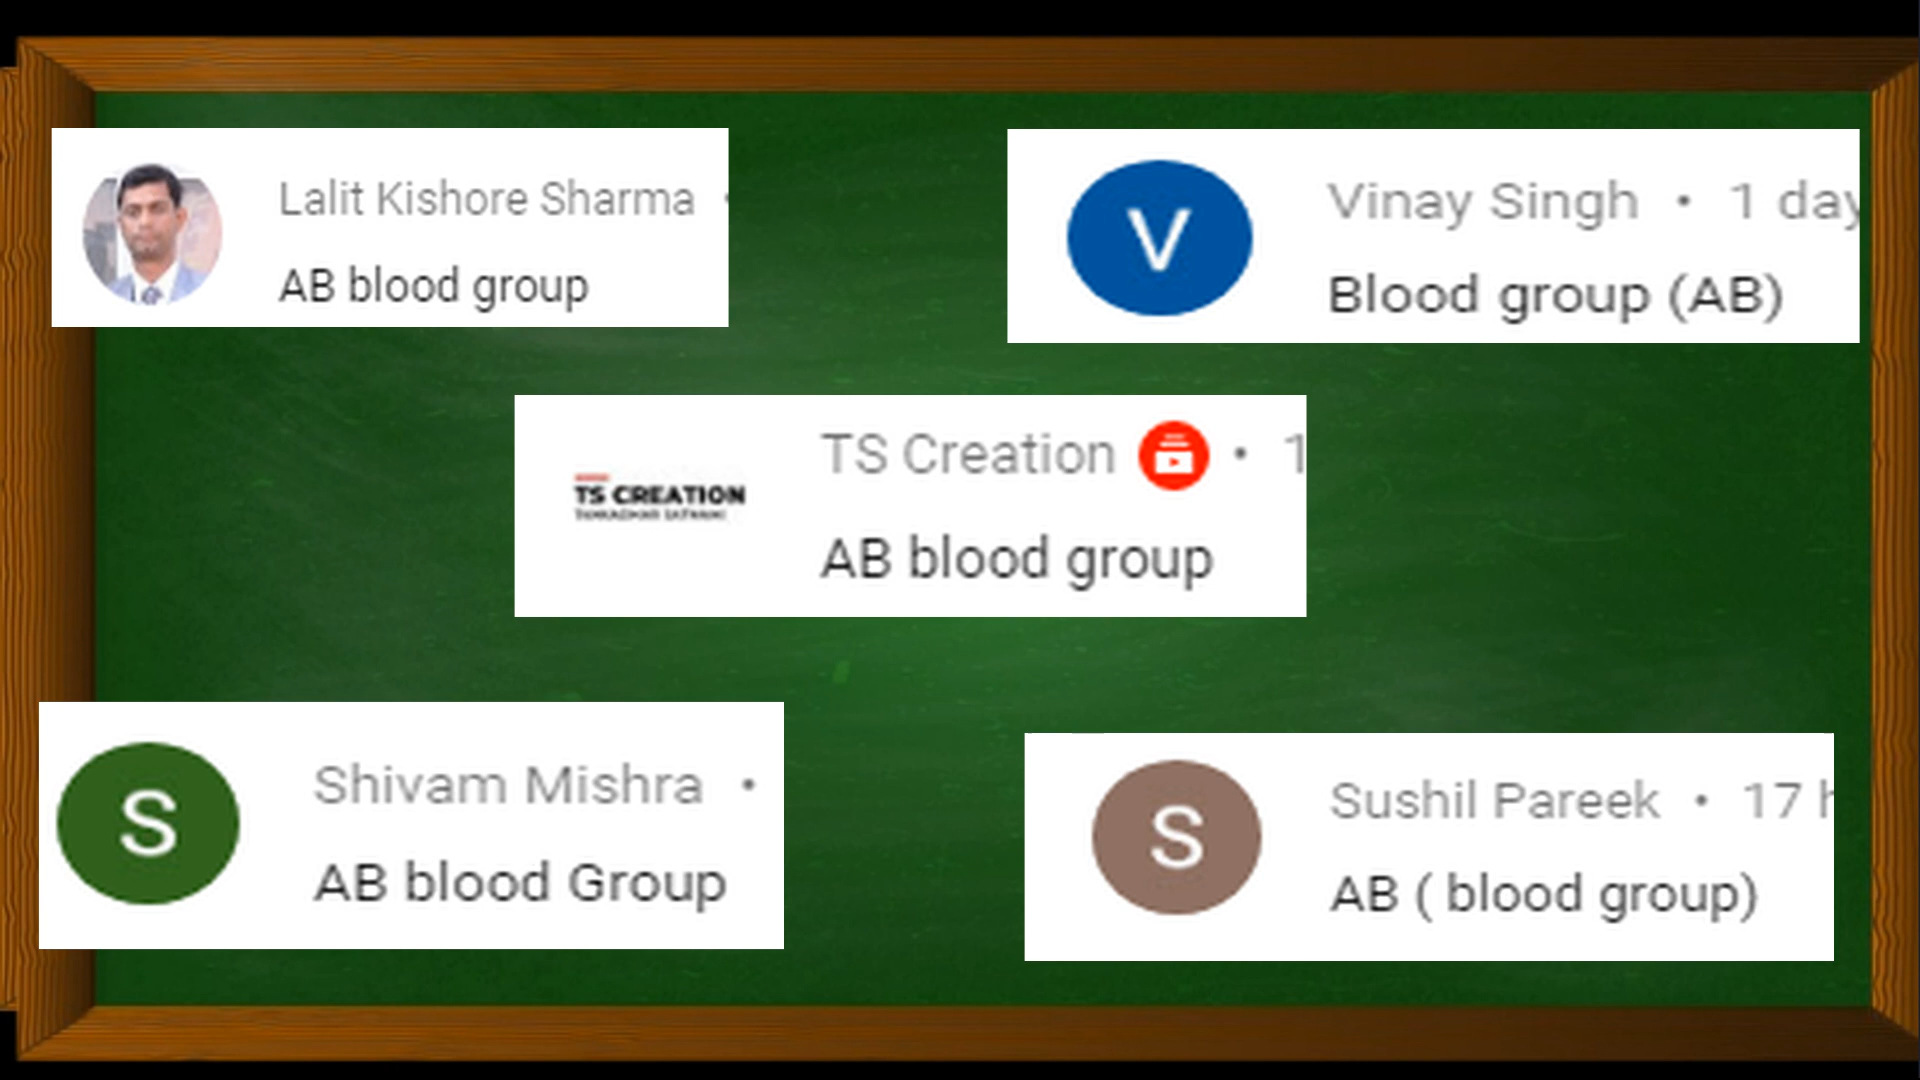 Lalit Kishore Sharma
AB blood group
V
Vinay Singh • 1 day
Blood group (AB)
TS CREATION
TS Creation • 1
AB blood group
S
Shivam Mishra •
AB blood Group
S
Sushil Pareek • 17 h
AB ( blood group)